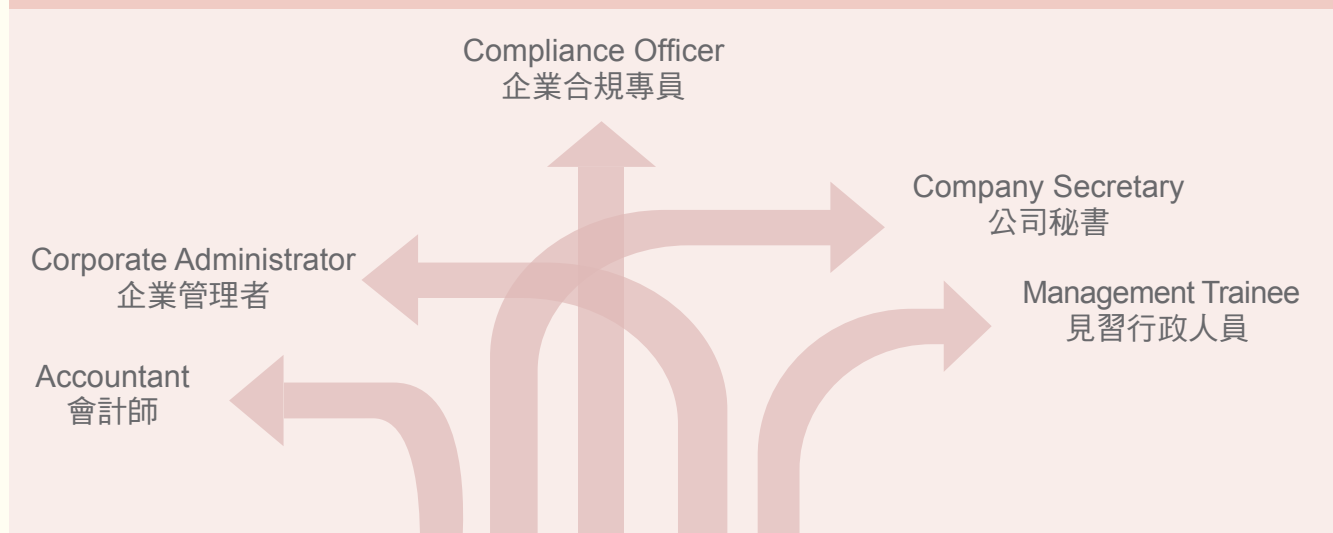 Compliance Officer
企業合規專員
Company Secretary
公司秘書
Corporate Administrator
企業管理者
Management Trainee
見習行政人員
Accountant
會計師